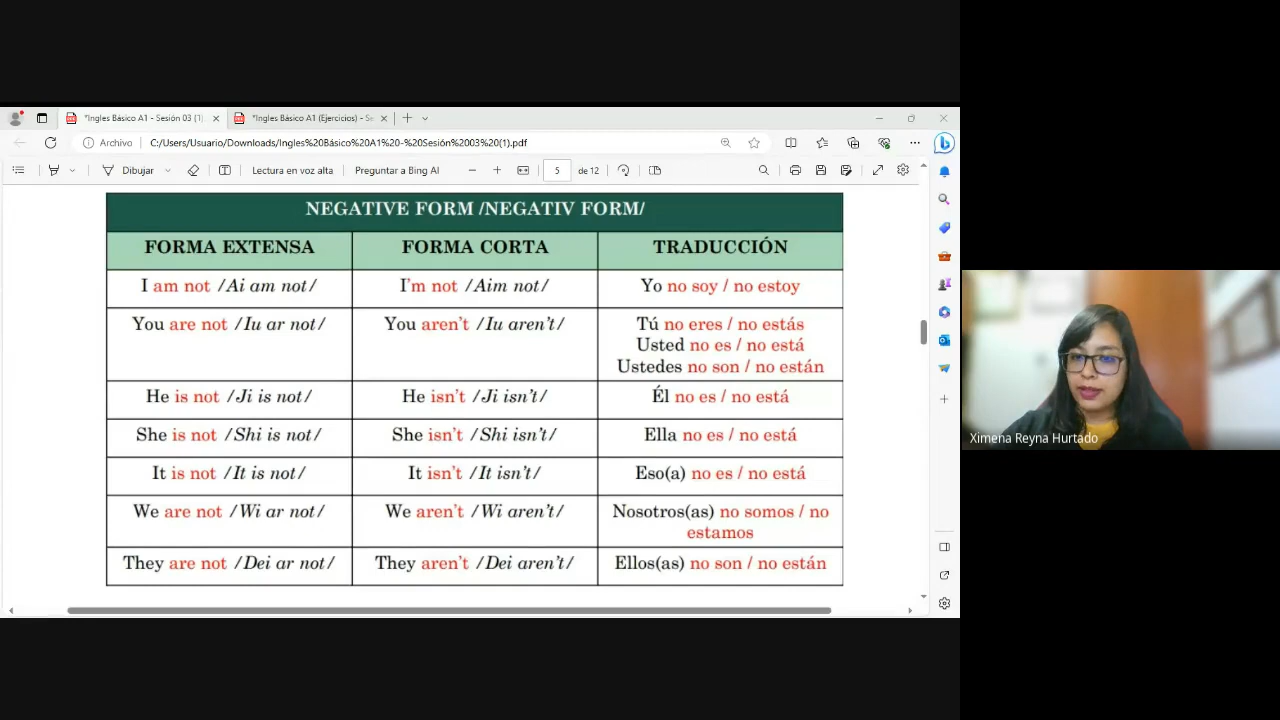 *Ingles Básico A1 - Sesión 03 (1)
*Ingles Básico A1 (Ejercicios) - Se
Archivo
C:/Users/Usuario/Downloads/Ingles%20Básico%20A1%20-%20Sesión%2003%20(1).pdf
Dibujar
Lectura en voz alta
Preguntar a Bing AI
5
de 12
NEGATIVE FORM /NEGATIV FORM/
FORMA EXTENSA FORMA CORTA TRADUCCIÓN
I am not /Ai am not/ I'm not /Aim not/ Yo no soy / no estoy
You are not /Iu ar not/ You aren't /Iu aren't/ Tú no eres / no estás
Usted no es / no está
Ustedes no son / no están
He is not /Ji is not/ He isn't /Ji isn't/ Él no es / no está
She is not /Shi is not/ She isn't /Shi isn't/ Ella no es / no está
It is not /It is not/ It isn't /It isn't/ Eso(a) no es / no está
We are not /Wi ar not/ We aren't /Wi aren't/ Nosotros(as) no somos / no
estamos
They are not /Dei ar not/ They aren't /Dei aren't/ Ellos(as) no son / no están
Ximena Reyna Hurtado